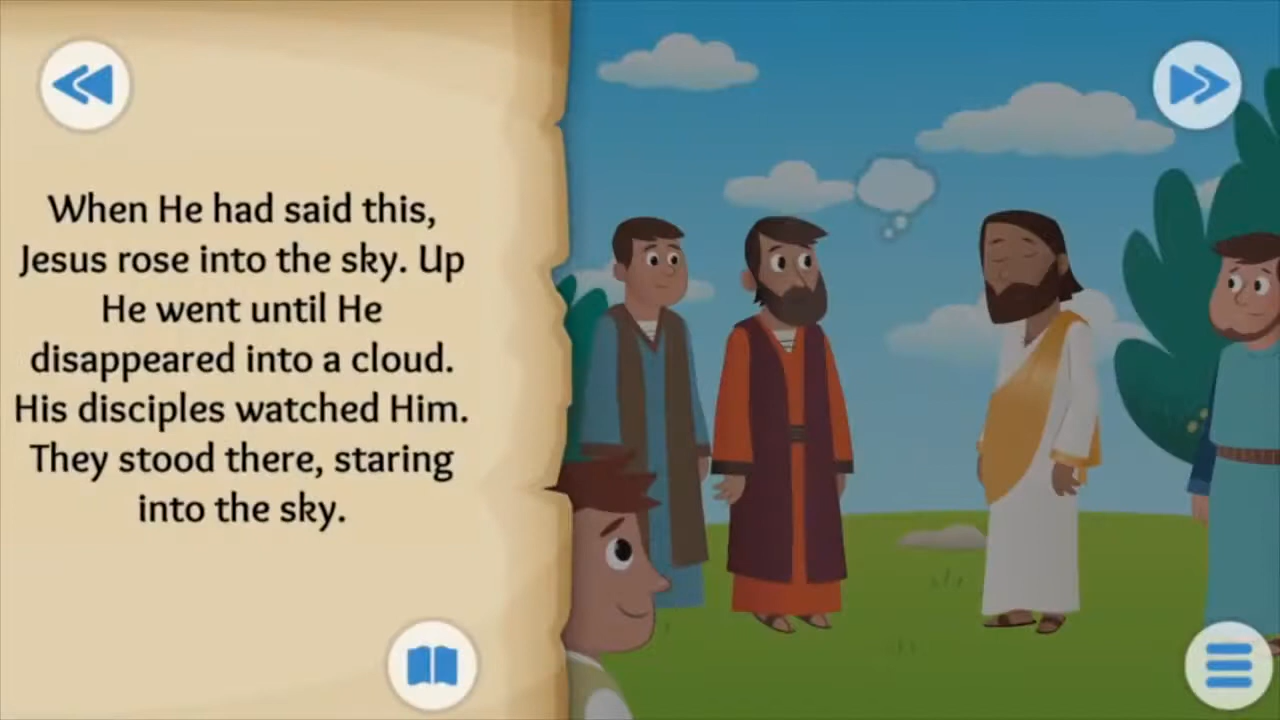 When He had said this,
Jesus rose into the sky. Up
He went until He
disappeared into a cloud.
His disciples watched Him.
They stood there, staring
into the sky.